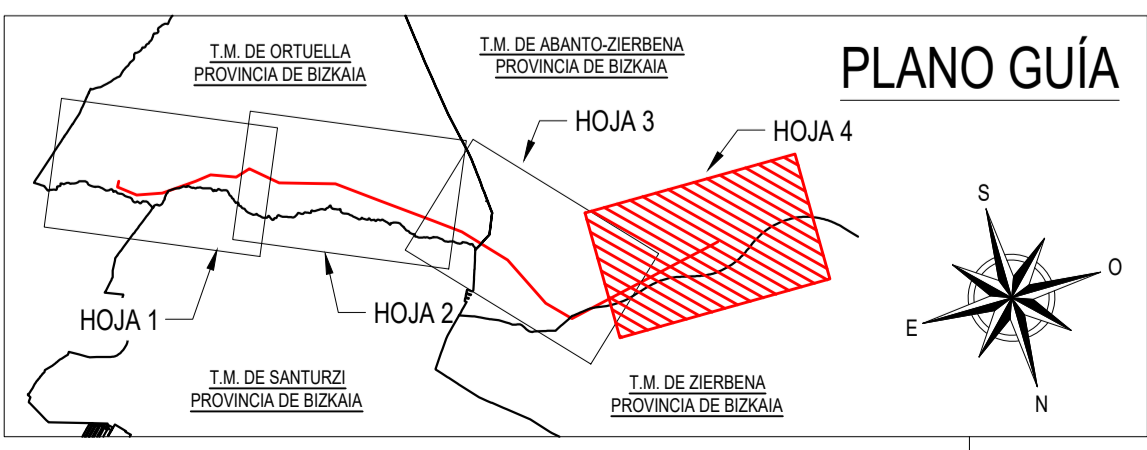 PLANO GUÍA
T.M. DE ORTUELLA
PROVINCIA DE BIZKAIA
T.M. DE ABANTO-ZIERBENA
PROVINCIA DE BIZKAIA
HOJA 3
HOJA 4
HOJA 1
HOJA 2
T.M. DE SANTURZI
PROVINCIA DE BIZKAIA
T.M. DE ZIERBENA
PROVINCIA DE BIZKAIA
S
O
E
N